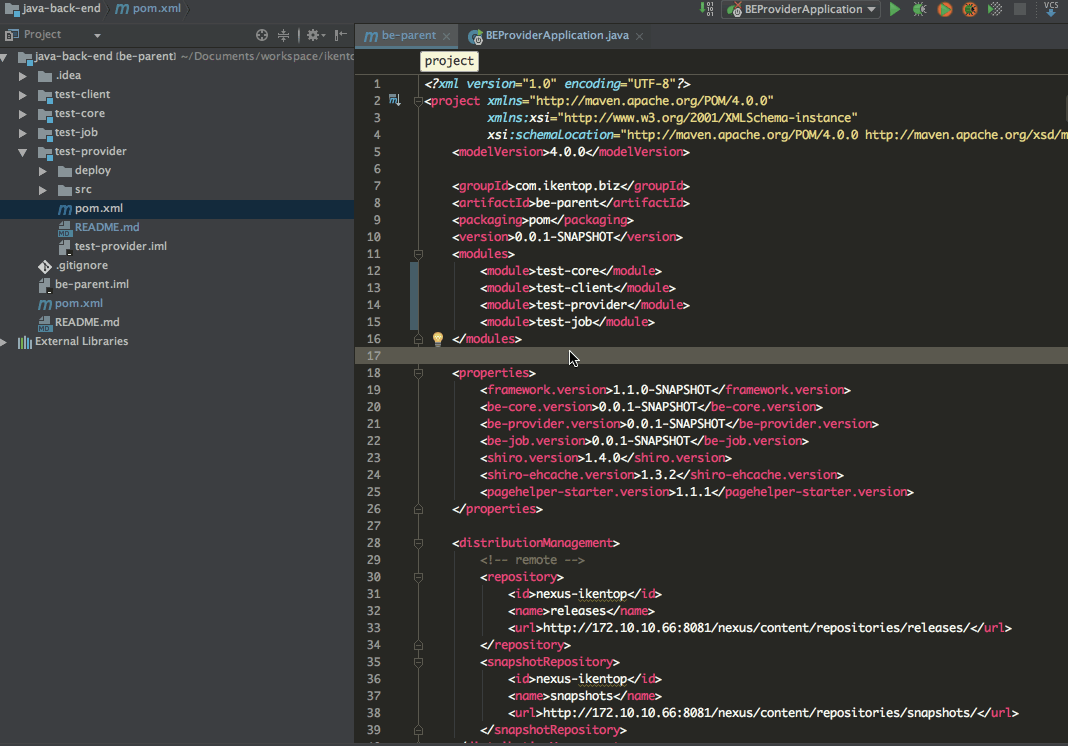 java-back-end pom.xml
BEProviderApplication VCS
Project
be-parent BEProviderApplication.java
java-back-end [be-parent] ~/Documents/workspace/ikento
.idea
test-client
test-core
test-job
test-provider
deploy
src
pom.xml
README.md
test-provider.iml
.gitignore
be-parent.iml
pom.xml
README.md
External Libraries
project
1 <?xml version="1.0" encoding="UTF-8"?>
2 <project xmlns="http://maven.apache.org/POM/4.0.0"
3 xmlns:xsi="http://www.w3.org/2001/XMLSchema-instance"
4 xsi:schemaLocation="http://maven.apache.org/POM/4.0.0 http://maven.apache.org/xsd/m
5 <modelVersion>4.0.0</modelVersion>
6
7 <groupId>com.ikentop.biz</groupId>
8 <artifactId>be-parent</artifactId>
9 <packaging>pom</packaging>
10 <version>0.0.1-SNAPSHOT</version>
11 <modules>
12 <module>test-core</module>
13 <module>test-client</module>
14 <module>test-provider</module>
15 <module>test-job</module>
16 </modules>
17
18 <properties>
19 <framework.version>1.1.0-SNAPSHOT</framework.version>
20 <be-core.version>0.0.1-SNAPSHOT</be-core.version>
21 <be-provider.version>0.0.1-SNAPSHOT</be-provider.version>
22 <be-job.version>0.0.1-SNAPSHOT</be-job.version>
23 <shiro.version>1.4.0</shiro.version>
24 <shiro-ehcache.version>1.3.2</shiro-ehcache.version>
25 <pagehelper-starter.version>1.1.1</pagehelper-starter.version>
26 </properties>
27
28 <distributionManagement>
29 <!-- remote -->
30 <repository>
31 <id>nexus-ikentop</id>
32 <name>releases</name>
33 <url>http://172.10.10.66:8081/nexus/content/repositories/releases/</url>
34 </repository>
35 <snapshotRepository>
36 <id>nexus-ikentop</id>
37 <name>snapshots</name>
38 <url>http://172.10.10.66:8081/nexus/content/repositories/snapshots/</url>
39 </snapshotRepository>